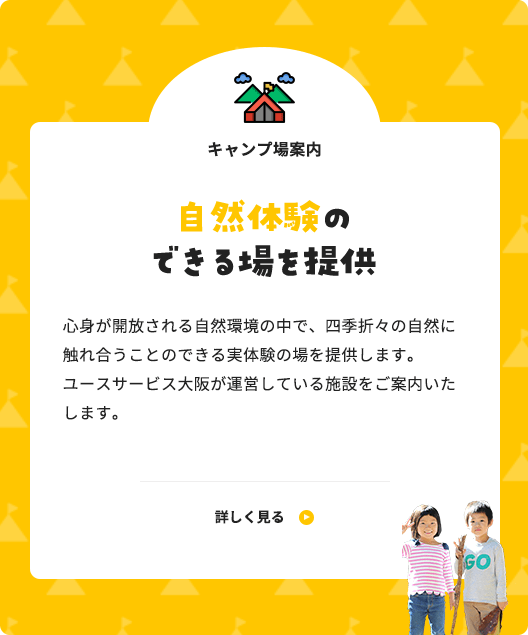 キャンプ場案内
自然体験の
できる場を提供
心身が開放される自然環境の中で、四季折々の自然に
触れ合うことのできる実体験の場を提供します。
ユースサービス大阪が運営している施設をご案内いた
します。
詳しく見る
GO